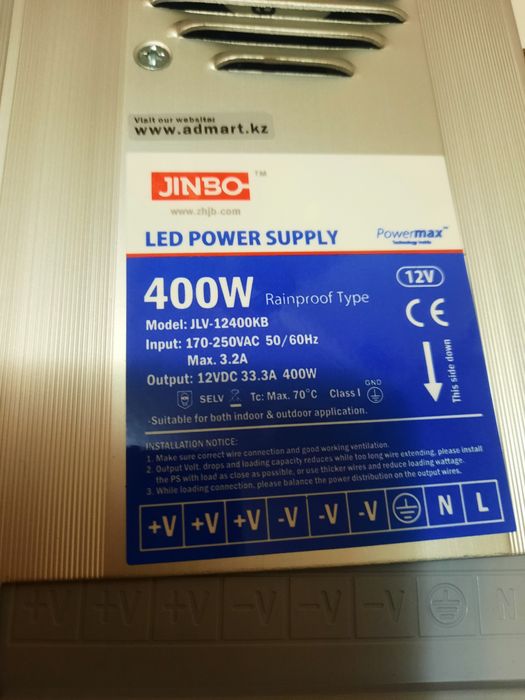 Visit our website:
www.admart.kz
JINBO TM
www.zhjb.com
LED POWER SUPPLY
Powermax
Technology Inside
400W Rainproof Type
12V
CE
Model: JLV-12400KB
Input: 170-250VAC 50/60Hz
Max. 3.2A
Output: 12VDC 33.3A 400W
This side down
SELV Tc: Max. 70°C Class I GND
·Suitable for both indoor & outdoor application.
INSTALLATION NOTICE:
1. Make sure correct wire connection and good working ventilation.
2. Output Volt. drops and loading capacity reduces while too long wire extending, please install
the PS with load as close as possible, or use thicker wires and reduce loading wattage.
3. While loading connection, please balance the power distribution on the output wires.
+V +V +V -V -V -V N L
+V +V +V -V -V -V N